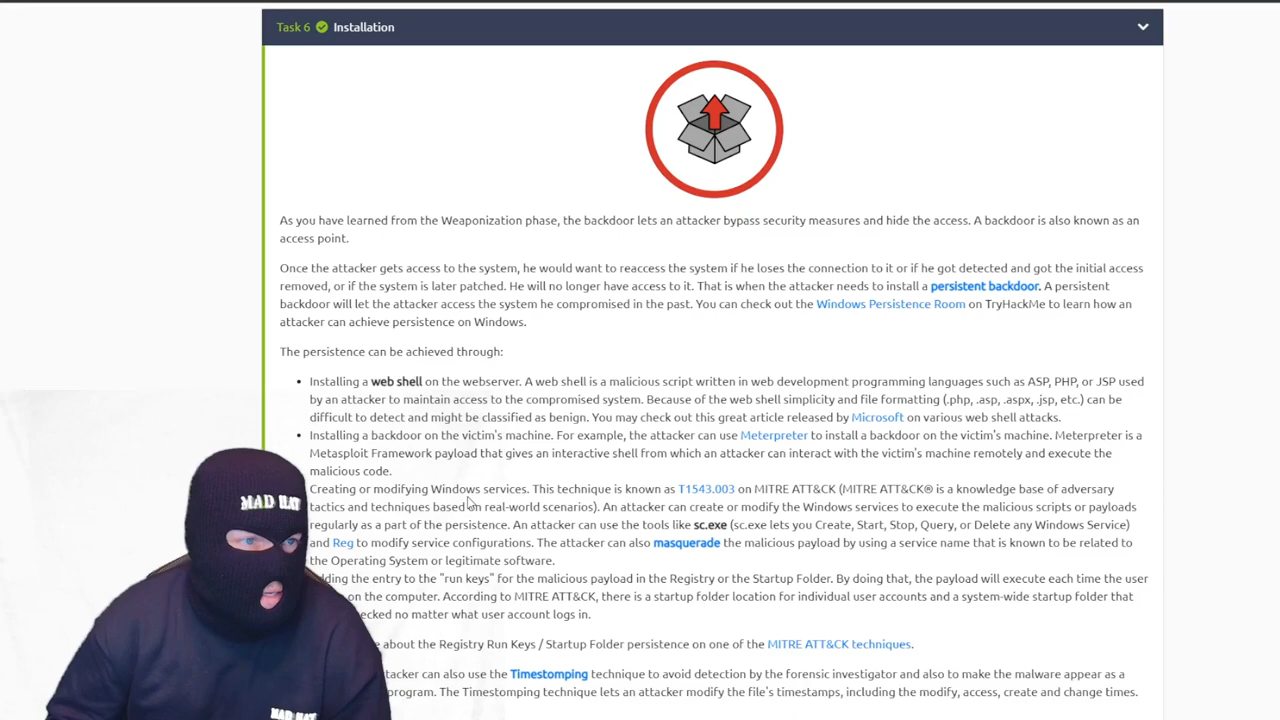 Task 6 Installation
As you have learned from the Weaponization phase, the backdoor lets an attacker bypass security measures and hide the access. A backdoor is also known as an
access point.
Once the attacker gets access to the system, he would want to reaccess the system if he loses the connection to it or if he got detected and got the initial access
removed, or if the system is later patched. He will no longer have access to it. That is when the attacker needs to install a persistent backdoor. A persistent
backdoor will let the attacker access the system he compromised in the past. You can check out the Windows Persistence Room on TryHackMe to learn how an
attacker can achieve persistence on Windows.
The persistence can be achieved through:
• Installing a web shell on the webserver. A web shell is a malicious script written in web development programming languages such as ASP, PHP, or JSP used
by an attacker to maintain access to the compromised system. Because of the web shell simplicity and file formatting (.php, .asp, .aspx, .jsp, etc.) can be
difficult to detect and might be classified as benign. You may check out this great article released by Microsoft on various web shell attacks.
• Installing a backdoor on the victim's machine. For example, the attacker can use Meterpreter to install a backdoor on the victim's machine. Meterpreter is a
Metasploit Framework payload that gives an interactive shell from which an attacker can interact with the victim's machine remotely and execute the
malicious code.
Creating or modifying Windows services. This technique is known as T1543.003 on MITRE ATT&CK (MITRE ATT&CK® is a knowledge base of adversary
tactics and techniques based on real-world scenarios). An attacker can create or modify the Windows services to execute the malicious scripts or payloads
regularly as a part of the persistence. An attacker can use the tools like sc.exe (sc.exe lets you Create, Start, Stop, Query, or Delete any Windows Service)
and Reg to modify service configurations. The attacker can also masquerade the malicious payload by using a service name that is known to be related to
the Operating System or legitimate software.
the entry to the "run keys" for the malicious payload in the Registry or the Startup Folder. By doing that, the payload will execute each time the user
on the computer. According to MITRE ATT&CK, there is a startup folder location for individual user accounts and a system-wide startup folder that
no matter what user account logs in.
about the Registry Run Keys / Startup Folder persistence on one of the MITRE ATT&CK techniques.
can also use the Timestomping technique to avoid detection by the forensic investigator and also to make the malware appear as a
program. The Timestomping technique lets an attacker modify the file's timestamps, including the modify, access, create and change times.
MAD HAT
MAD HAT